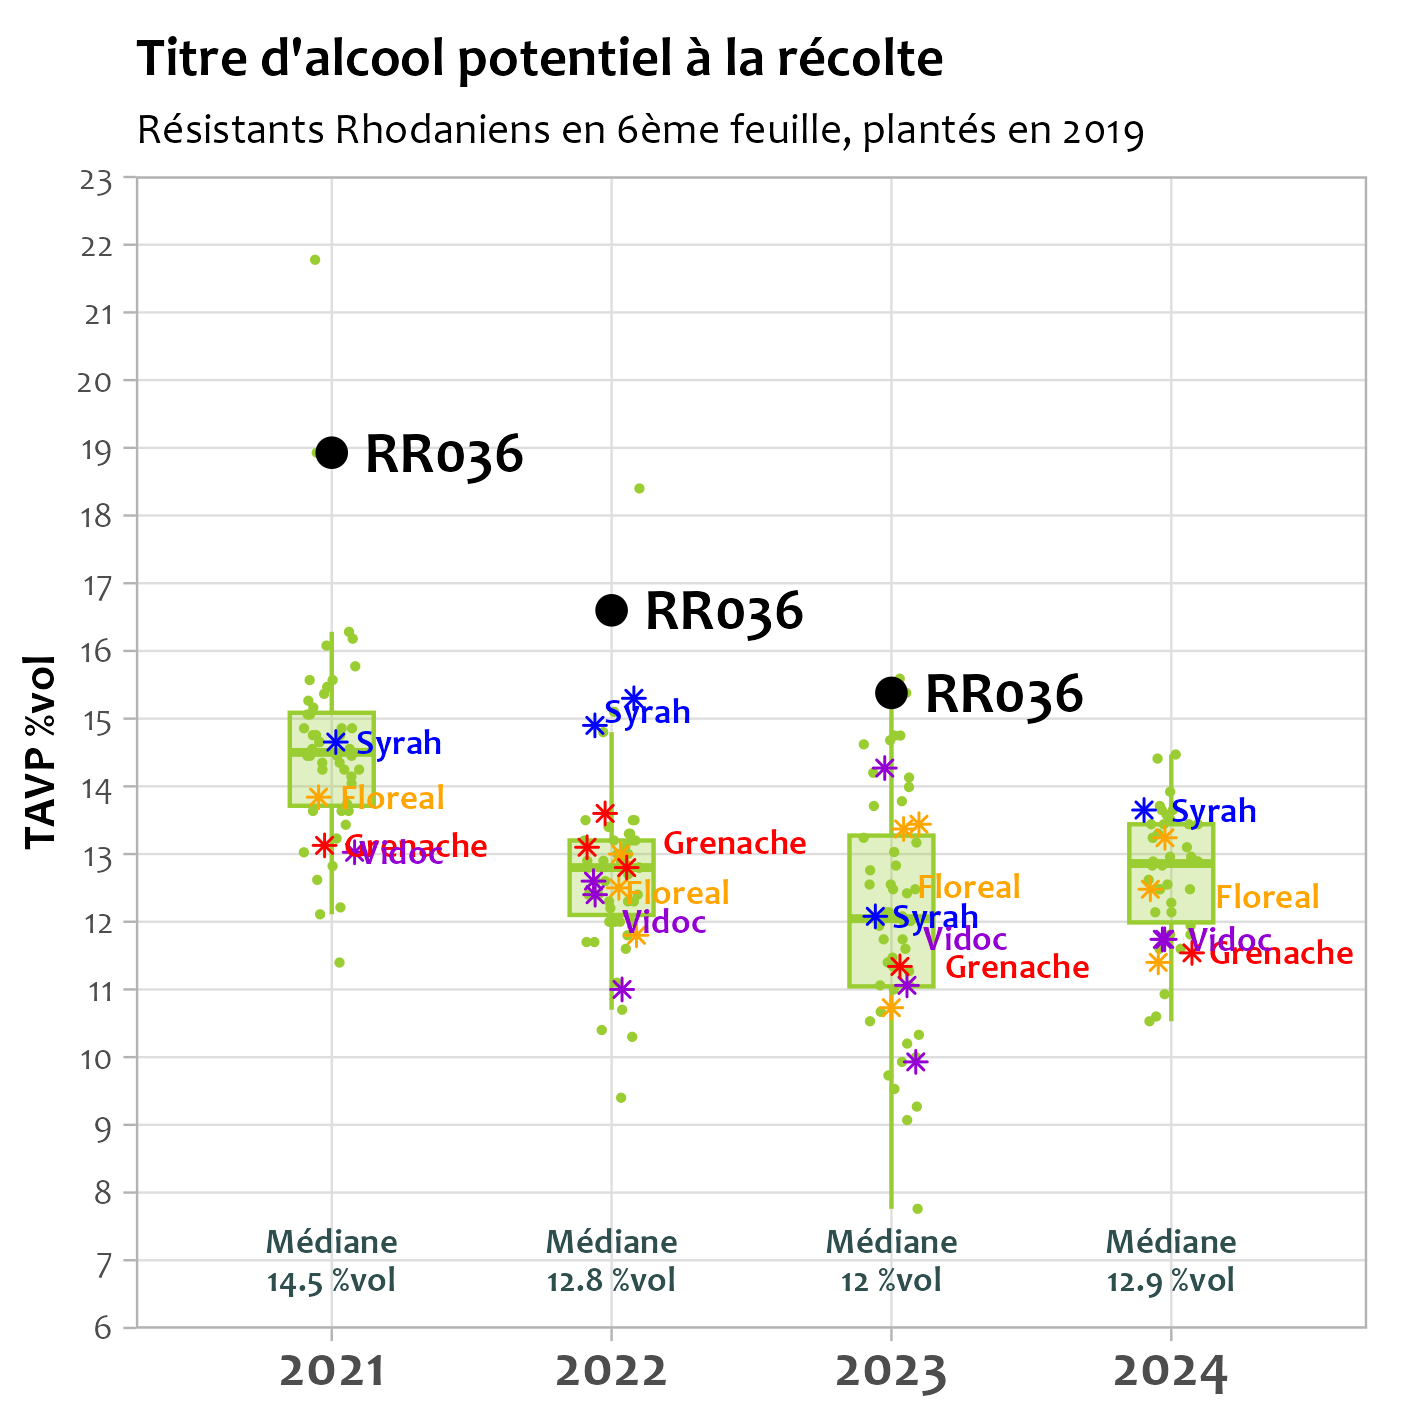 Titre d'alcool potentiel à la récolte
Résistants Rhodaniens en 6ème feuille, plantés en 2019
TAVP %vol
23
22
21
20
19
18
17
16
15
14
13
12
11
10
9
8
7
6
RR036
Syrah
Floreal
Grenache
Vidoc
Médiane
14.5 %vol
2021
RR036
Syrah
Grenache
Floreal
Vidoc
Médiane
12.8 %vol
2022
RR036
Floreal
Syrah
Vidoc
Grenache
Médiane
12 %vol
2023
Syrah
Floreal
Vidoc
Grenache
Médiane
12.9 %vol
2024